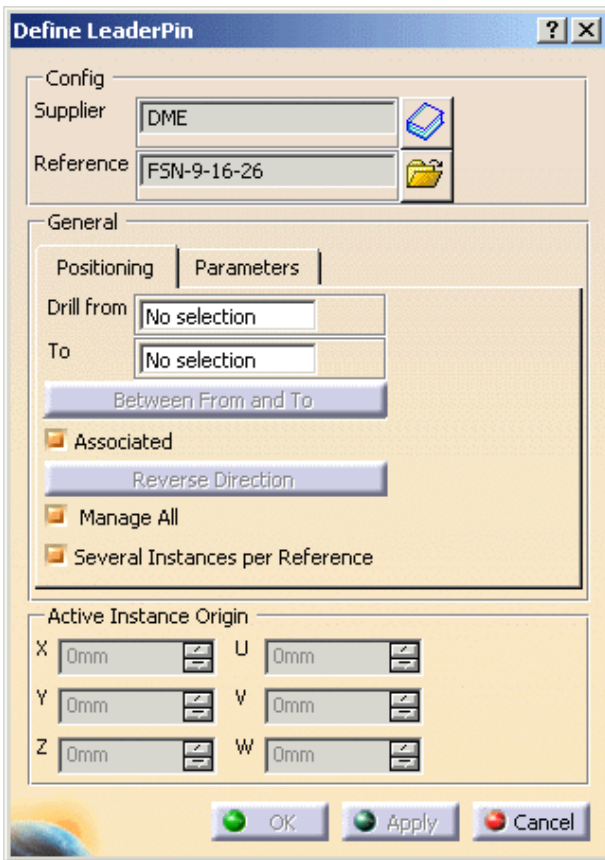 Define LeaderPin
Config
Supplier DME
Reference FSN-9-16-26
General
Positioning Parameters
Drill from No selection
To No selection
Between From and To
Associated
Reverse Direction
Manage All
Several Instances per Reference
Active Instance Origin
X 0mm U 0mm
Y 0mm V 0mm
Z 0mm W 0mm
OK Apply Cancel